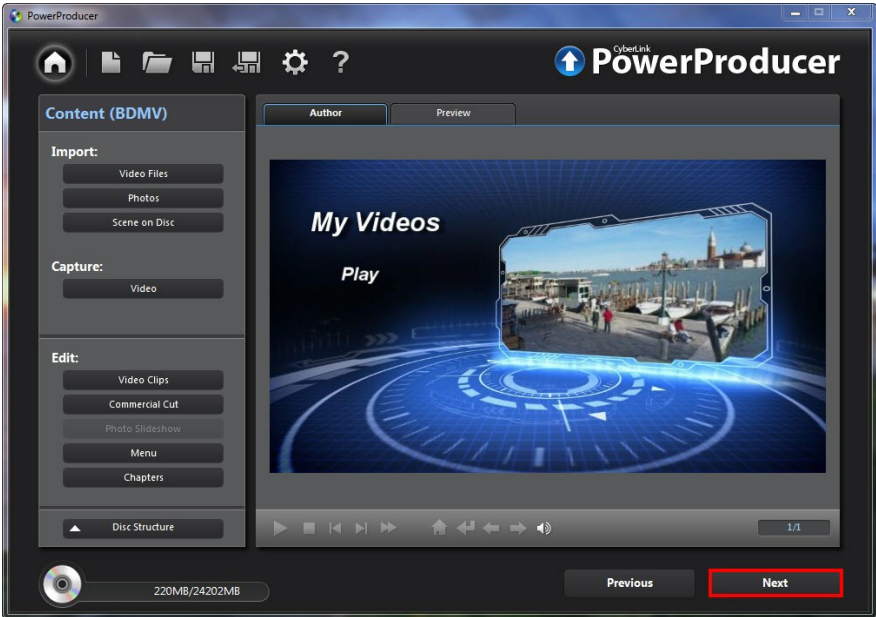 PowerProducer
?
CyberLink
PowerProducer
Content (BDMV)
Import:
Video Files
Photos
Scene on Disc
Capture:
Video
Edit:
Video Clips
Commercial Cut
Photo Slideshow
Menu
Chapters
Disc Structure
Author
Preview
My Videos
Play
1/1
220MB/24202MB
Previous
Next